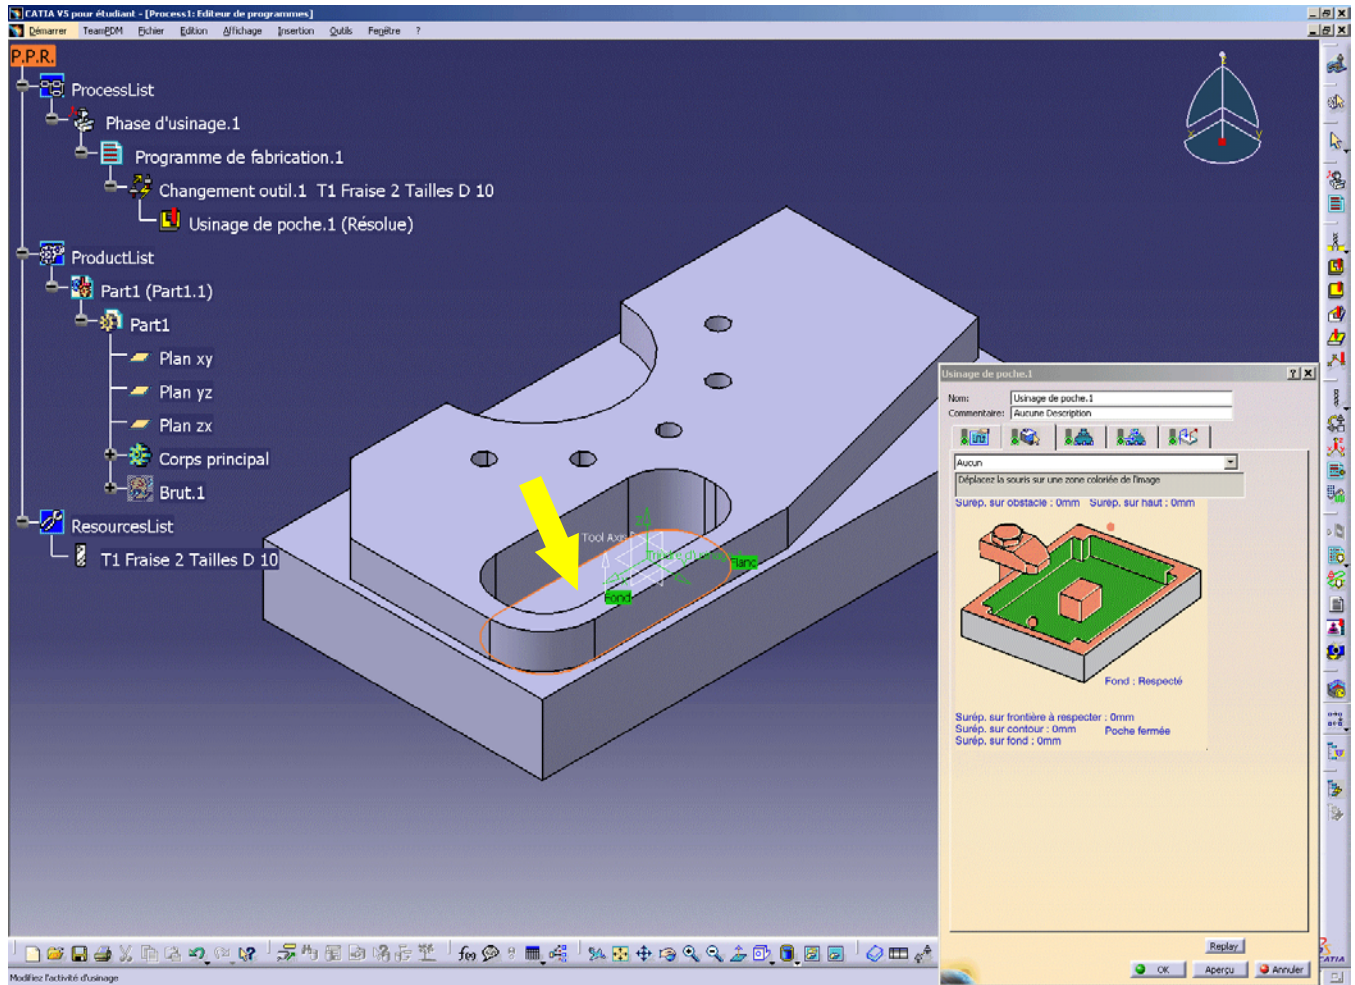 CATIA V5 pour étudiant - [Process1: Editeur de programmes]
Démarrer TeamPDM Fichier Edition Affichage Insertion Outils Fenêtre ?
P.P.R.
ProcessList
Phase d'usinage.1
Programme de fabrication.1
Changement outil.1 T1 Fraise 2 Tailles D 10
Usinage de poche.1 (Résolue)
ProductList
Part1 (Part1.1)
Part1
Plan xy
Plan yz
Plan zx
Corps principal
Brut.1
ResourcesList
T1 Fraise 2 Tailles D 10
Tool Axis
Flanc
Fond
Usinage de poche.1
Nom: Usinage de poche.1
Commentaire: Aucune Description
Aucun
Déplacez la souris sur une zone coloriée de l'image
Surép. sur obstacle : 0mm Surép. sur haut : 0mm
Fond : Respecté
Surép. sur frontière à respecter : 0mm
Surép. sur contour : 0mm Poche fermée
Surép. sur fond : 0mm
Replay
OK Aperçu Annuler
CATIA
Modifiez l'activité d'usinage